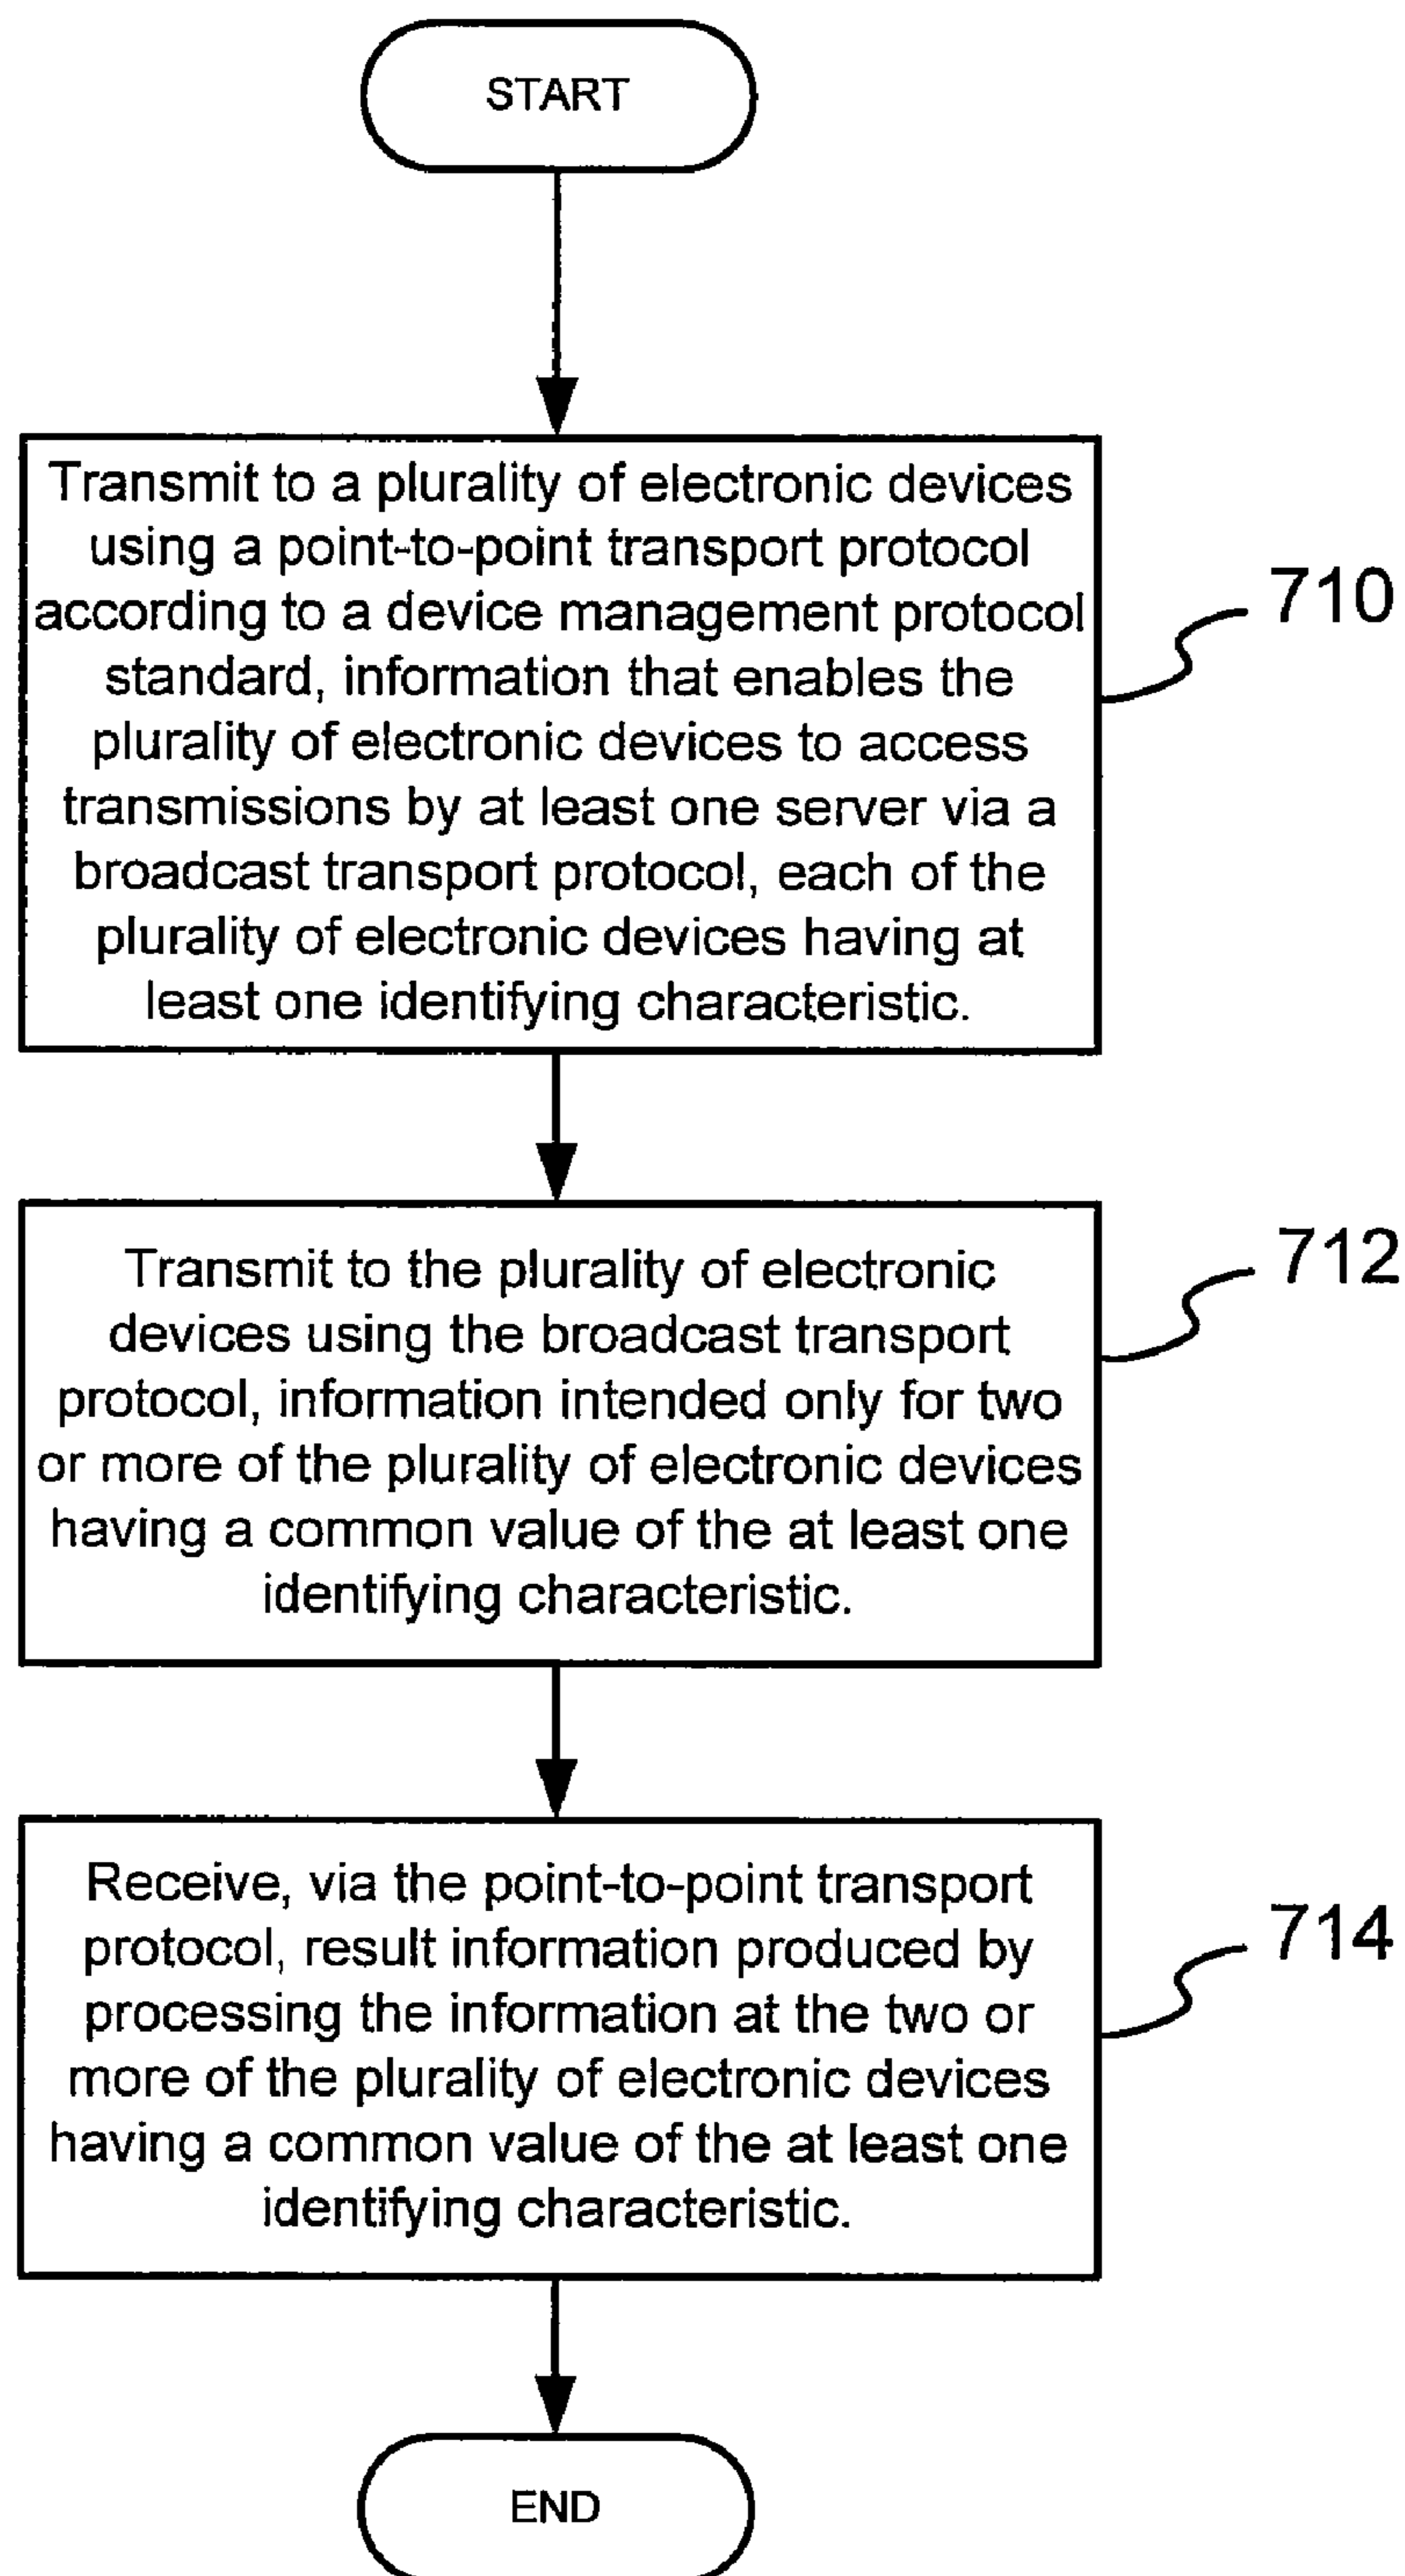 START
Transmit to a plurality of electronic devices
using a point-to-point transport protocol
according to a device management protocol
standard, information that enables the
plurality of electronic devices to access
transmissions by at least one server via a
broadcast transport protocol, each of the
plurality of electronic devices having at
least one identifying characteristic.
710
Transmit to the plurality of electronic
devices using the broadcast transport
protocol, information intended only for two
or more of the plurality of electronic devices
having a common value of the at least one
identifying characteristic.
712
Receive, via the point-to-point transport
protocol, result information produced by
processing the information at the two or
more of the plurality of electronic devices
having a common value of the at least one
identifying characteristic.
714
END